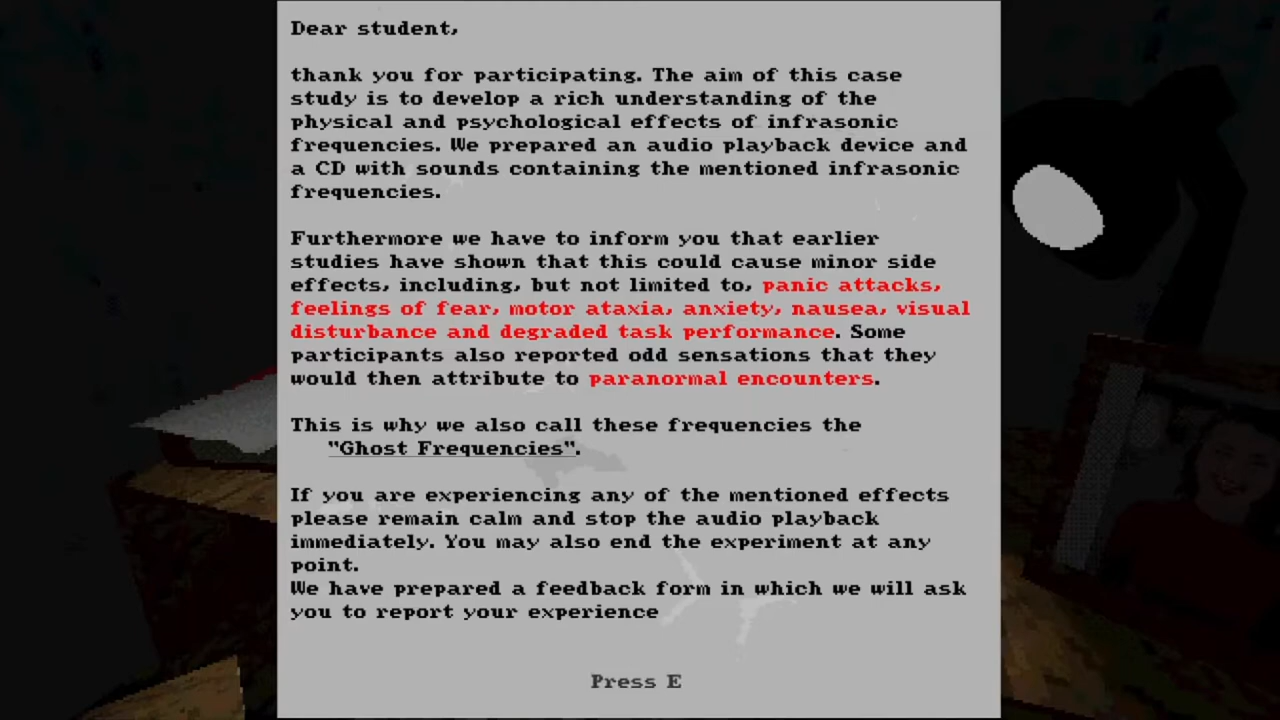 Dear student,
thank you for participating. The aim of this case
study is to develop a rich understanding of the
physical and psychological effects of infrasonic
frequencies. We prepared an audio playback device and
a CD with sounds containing the mentioned infrasonic
frequencies.
Furthermore we have to inform you that earlier
studies have shown that this could cause minor side
effects, including, but not limited to, panic attacks,
feelings of fear, motor ataxia, anxiety, nausea, visual
disturbance and degraded task performance. Some
participants also reported odd sensations that they
would then attribute to paranormal encounters.
This is why we also call these frequencies the
"Ghost Frequencies".
If you are experiencing any of the mentioned effects
please remain calm and stop the audio playback
immediately. You may also end the experiment at any
point.
We have prepared a feedback form in which we will ask
you to report your experience
Press E